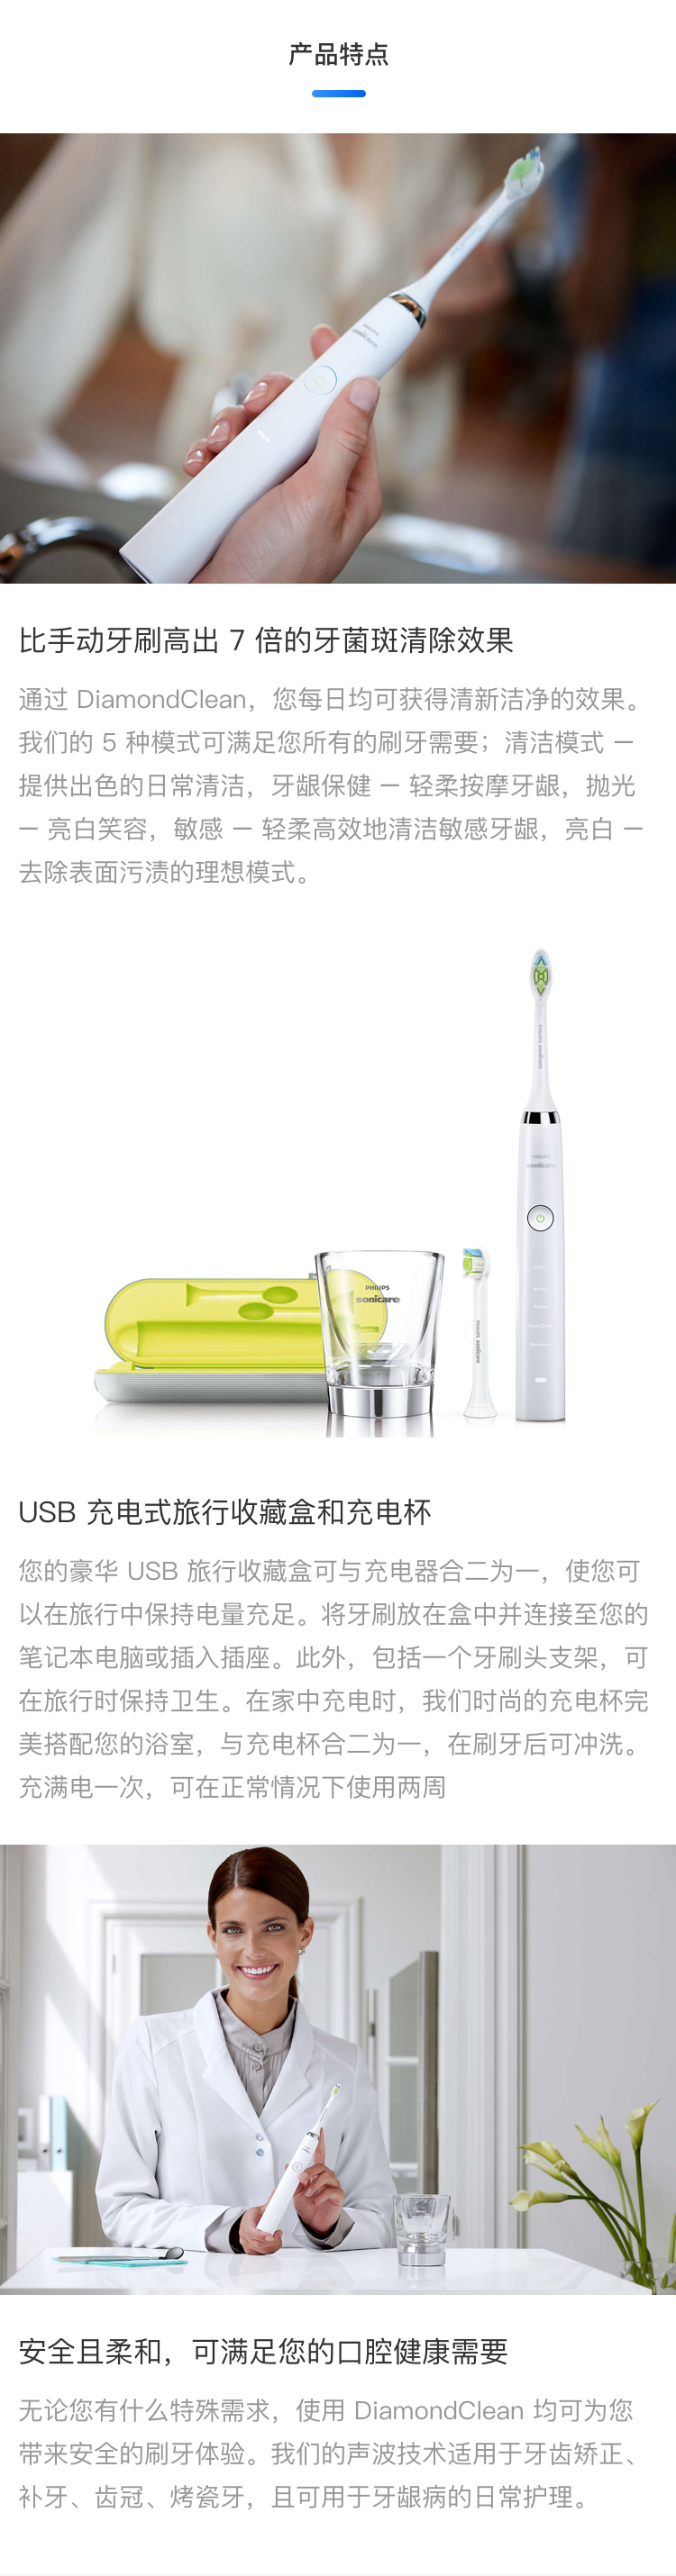 产品特点
PHILIPS
sonicare
比手动牙刷高出 7 倍的牙菌斑清除效果
通过 DiamondClean，您每日均可获得清新洁净的效果。
我们的 5 种模式可满足您所有的刷牙需要；清洁模式 —
提供出色的日常清洁，牙龈保健 — 轻柔按摩牙龈，抛光
— 亮白笑容，敏感 — 轻柔高效地清洁敏感牙龈，亮白 —
去除表面污渍的理想模式。
PHILIPS sonicare
PHILIPS
sonicare
PHILIPS
sonicare
PHILIPS sonicare
USB 充电式旅行收藏盒和充电杯
您的豪华 USB 旅行收藏盒可与充电器合二为一，使您可
以在旅行中保持电量充足。将牙刷放在盒中并连接至您的
笔记本电脑或插入插座。此外，包括一个牙刷头支架，可
在旅行时保持卫生。在家中充电时，我们时尚的充电杯完
美搭配您的浴室，与充电杯合二为一，在刷牙后可冲洗。
充满电一次，可在正常情况下使用两周
安全且柔和，可满足您的口腔健康需要
无论您有什么特殊需求，使用 DiamondClean 均可为您
带来安全的刷牙体验。我们的声波技术适用于牙齿矫正、
补牙、齿冠、烤瓷牙，且可用于牙龈病的日常护理。